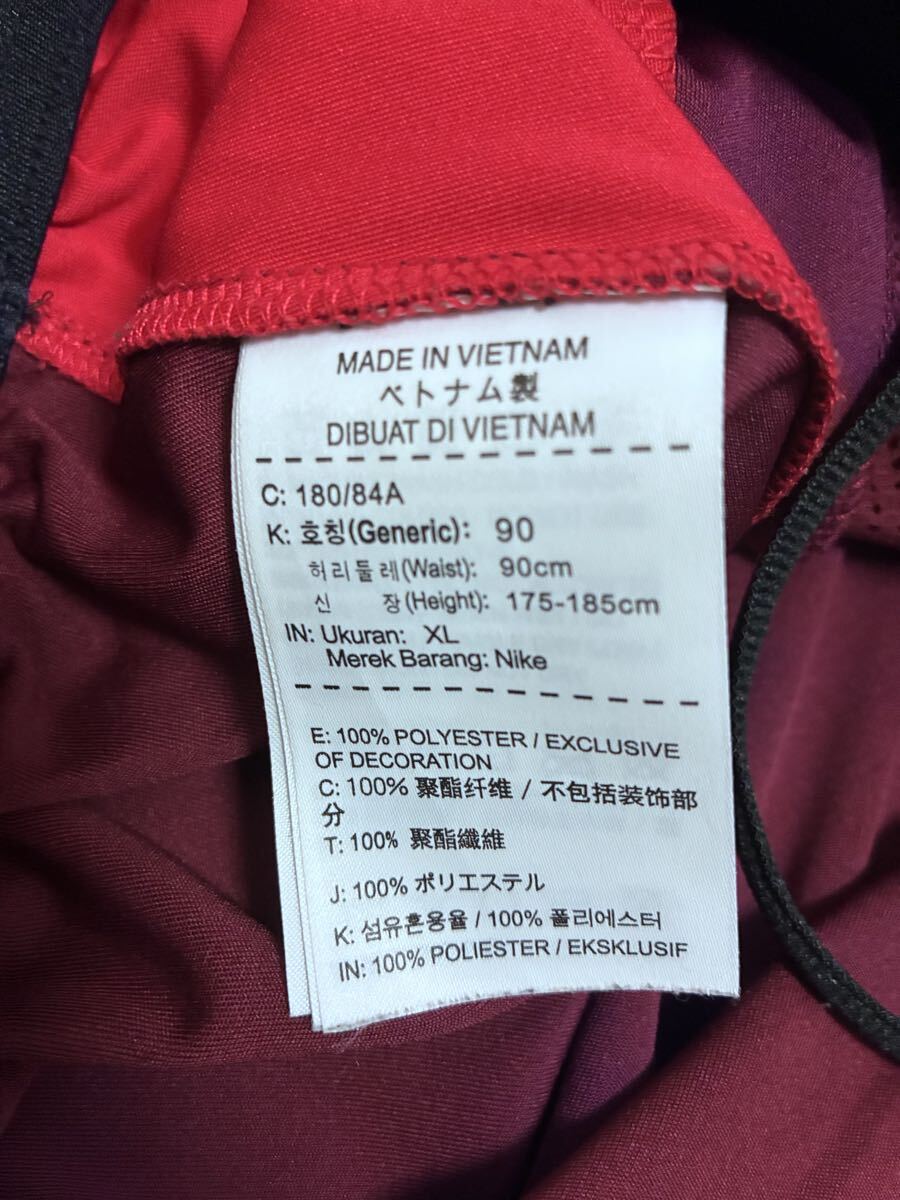 MADE IN VIETNAM
ベトナム製
DIBUAT DI VIETNAM
C: 180/84A
K: 호칭(Generic): 90
허리둘레(Waist): 90cm
신 장(Height): 175-185cm
IN: Ukuran: XL
Merek Barang: Nike
E: 100% POLYESTER / EXCLUSIVE
OF DECORATION
C: 100% 聚酯纤维 / 不包括装饰部
分
T: 100% 聚酯纖維
J: 100% ポリエステル
K: 섬유혼용율 / 100% 폴리에스터
IN: 100% POLIESTER / EKSKLUSIF